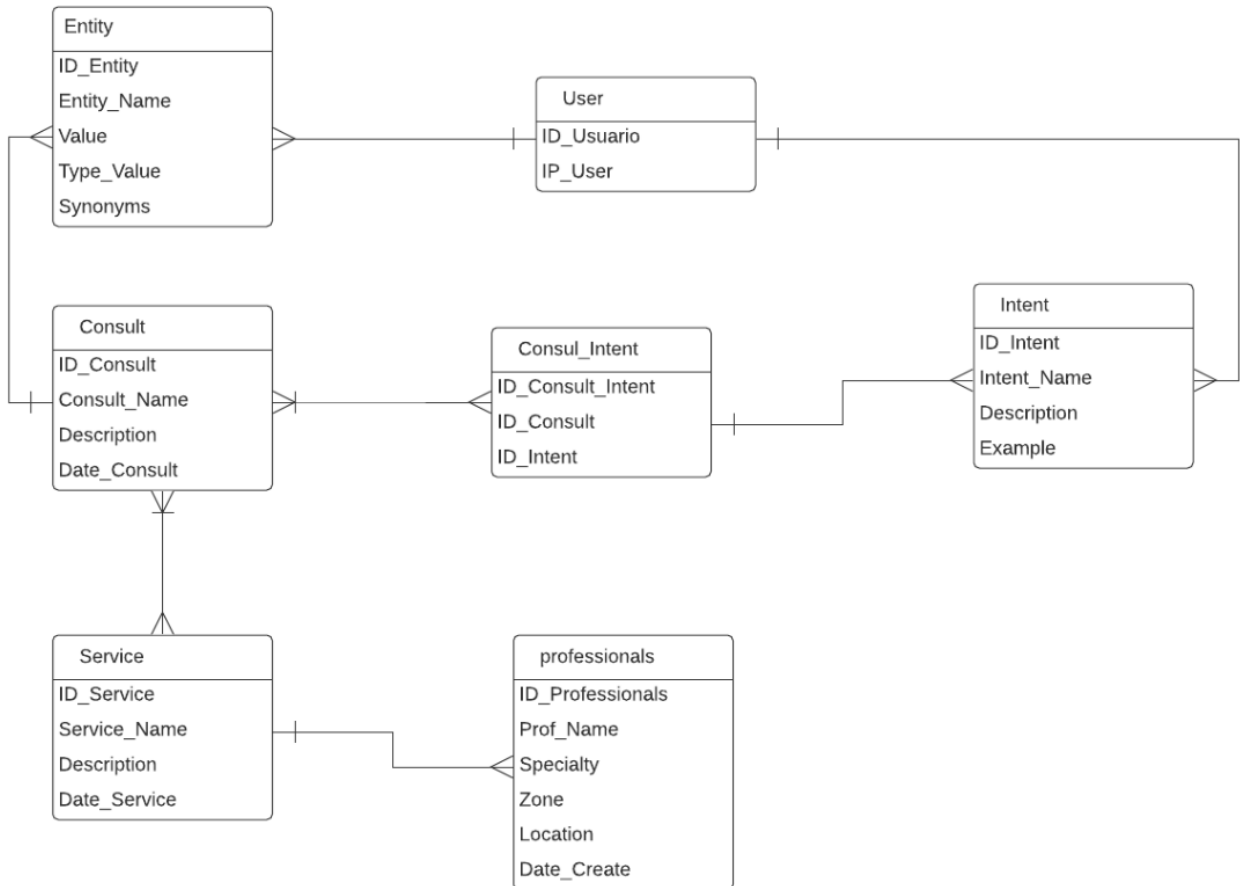 Entity
ID_Entity
Entity_Name
Value
Type_Value
Synonyms
User
ID_Usuario
IP_User
Consult
ID_Consult
Consult_Name
Description
Date_Consult
Consul_Intent
ID_Consult_Intent
ID_Consult
ID_Intent
Intent
ID_Intent
Intent_Name
Description
Example
Service
ID_Service
Service_Name
Description
Date_Service
professionals
ID_Professionals
Prof_Name
Specialty
Zone
Location
Date_Create